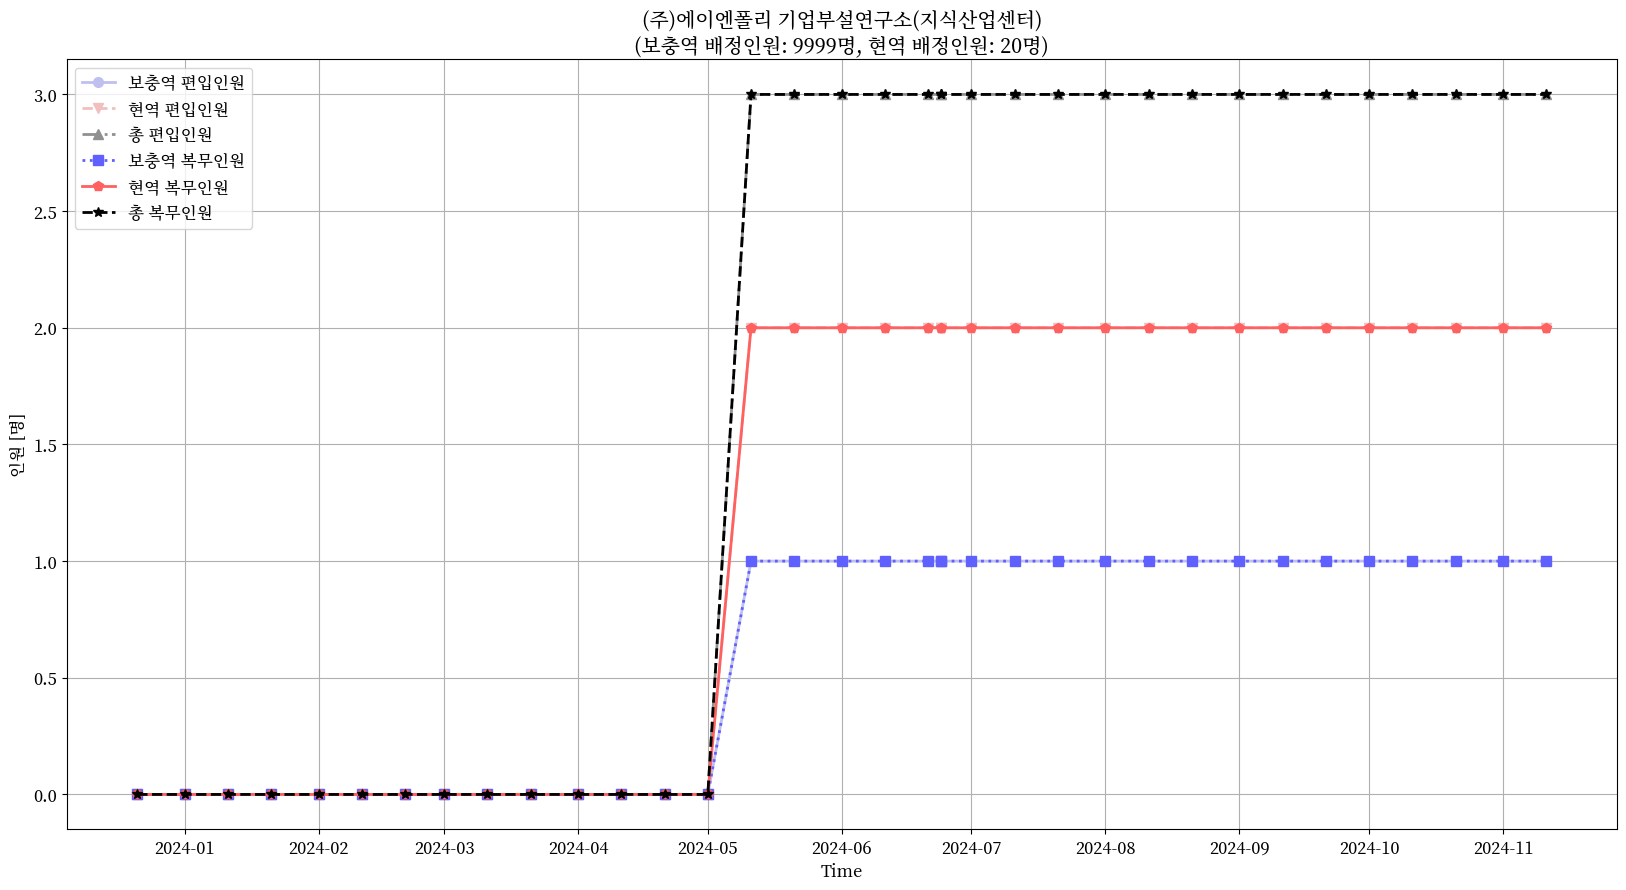 (주)에이엔폴리 기업부설연구소(지식산업센터)
(보충역 배정인원: 9999명, 현역 배정인원: 20명)
보충역 편입인원
현역 편입인원
총 편입인원
보충역 복무인원
현역 복무인원
총 복무인원
인원 [명]
3.0
2.5
2.0
1.5
1.0
0.5
0.0
2024-01
2024-02
2024-03
2024-04
2024-05
2024-06
2024-07
2024-08
2024-09
2024-10
2024-11
Time